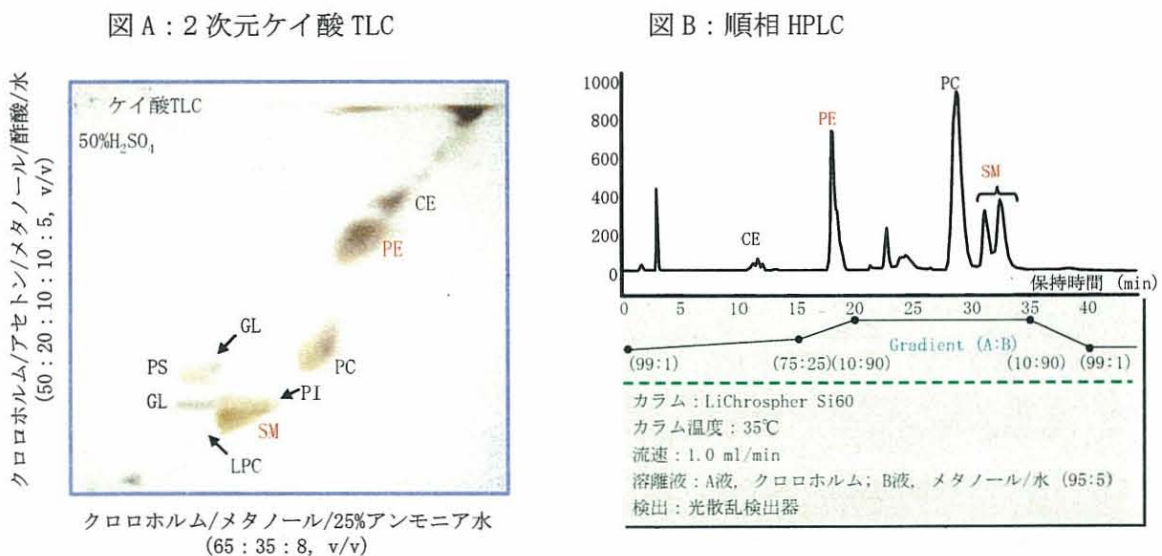 図A:2次元ケイ酸TLC
ケイ酸TLC
50%H₂SO₄
CE
PE
GL
PS
PC
GL
PI
SM
LPC
クロロホルム/アセトン/メタノール/酢酸/水
(50:20:10:10:5, v/v)
クロロホルム/メタノール/25%アンモニア水
(65:35:8, v/v)
図B:順相HPLC
1000
800
600
400
200
0
CE
PE
PC
SM
保持時間 (min)
0 5 10 15 20 25 30 35 40
Gradient (A:B)
(99:1) (75:25) (10:90) (10:90) (99:1)
カラム:LiChrospher Si60
カラム温度:35℃
流速:1.0 ml/min
溶離液:A液, クロロホルム; B液, メタノール/水 (95:5)
検出:光散乱検出器